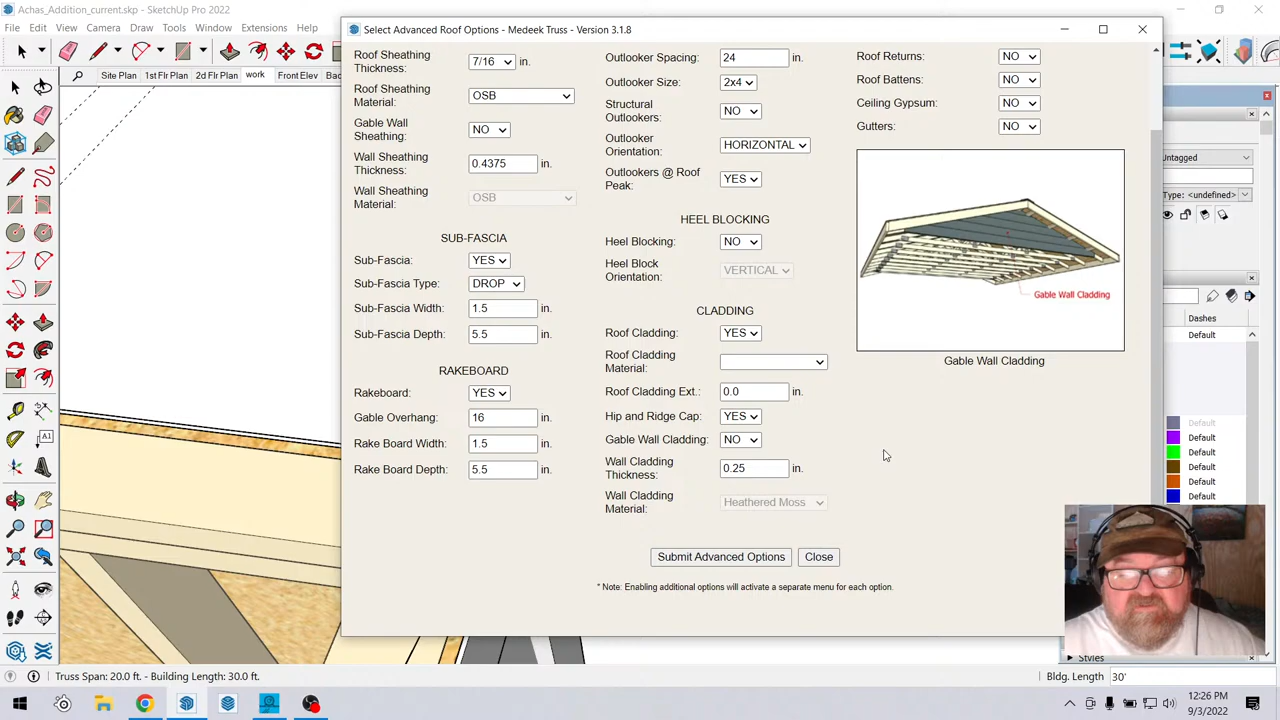 Achas_Addition_current.skp - SketchUp Pro 2022
File Edit View Camera Draw Tools Window Extensions Help
Site Plan 1st Flr Plan 2d Flr Plan work Front Elev
Select Advanced Roof Options - Medeek Truss - Version 3.1.8
Roof Sheathing Thickness: 7/16 in.
Roof Sheathing Material: OSB
Gable Wall Sheathing: NO
Wall Sheathing Thickness: 0.4375 in.
Wall Sheathing Material: OSB
SUB-FASCIA
Sub-Fascia: YES
Sub-Fascia Type: DROP
Sub-Fascia Width: 1.5 in.
Sub-Fascia Depth: 5.5 in.
RAKEBOARD
Rakeboard: YES
Gable Overhang: 16 in.
Rake Board Width: 1.5 in.
Rake Board Depth: 5.5 in.
Outlooker Spacing: 24 in.
Outlooker Size: 2x4
Structural Outlookers: NO
Outlooker Orientation: HORIZONTAL
Outlookers @ Roof Peak: YES
HEEL BLOCKING
Heel Blocking: NO
Heel Block Orientation: VERTICAL
CLADDING
Roof Cladding: YES
Roof Cladding Material:
Roof Cladding Ext.: 0.0 in.
Hip and Ridge Cap: YES
Gable Wall Cladding: NO
Wall Cladding Thickness: 0.25 in.
Wall Cladding Material: Heathered Moss
Roof Returns: NO
Roof Battens: NO
Ceiling Gypsum: NO
Gutters: NO
Gable Wall Cladding
Gable Wall Cladding
Submit Advanced Options Close
* Note: Enabling additional options will activate a separate menu for each option.
Untagged
Type: <undefined>
Dashes
Default
Default
Default
Default
Default
Default
Default
Styles
Truss Span: 20.0 ft. - Building Length: 30.0 ft.
Bldg. Length 30'
12:26 PM
9/3/2022